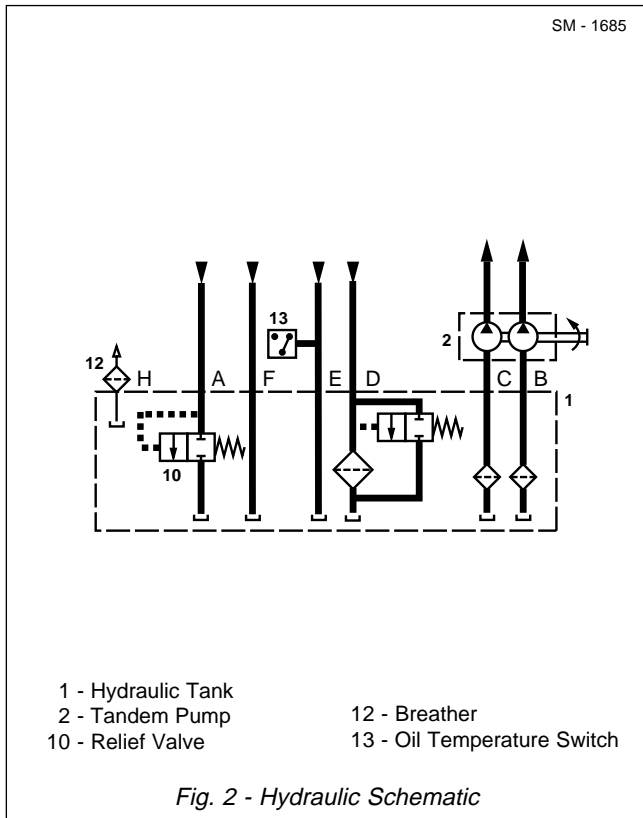 SM - 1685
13
12
H
A
F
E
D
2
C
B
1
10
1 - Hydraulic Tank
2 - Tandem Pump
10 - Relief Valve
12 - Breather
13 - Oil Temperature Switch
Fig. 2 - Hydraulic Schematic